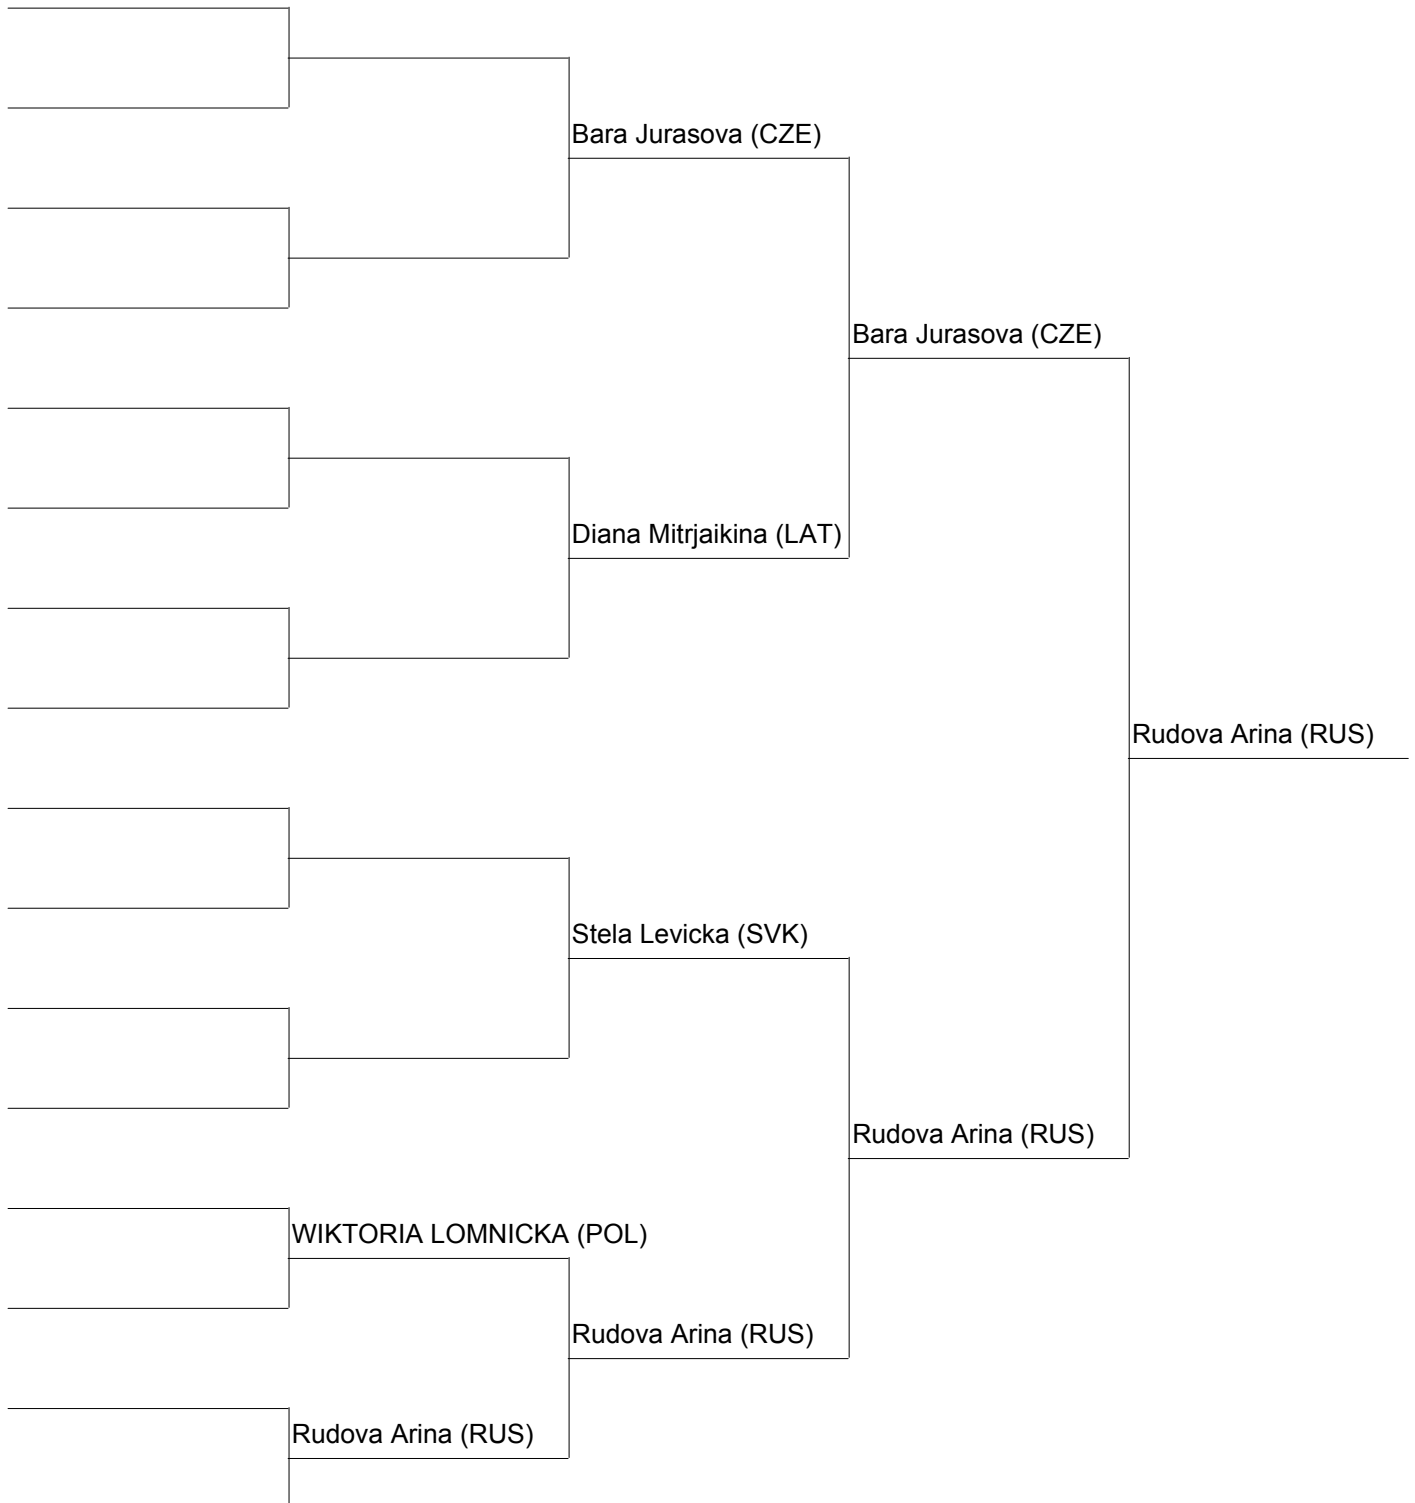 Bara Jurasova (CZE)
Bara Jurasova (CZE)
Diana Mitrjaikina (LAT)
Rudova Arina (RUS)
Stela Levicka (SVK)
Rudova Arina (RUS)
WIKTORIA LOMNICKA (POL)
Rudova Arina (RUS)
Rudova Arina (RUS)